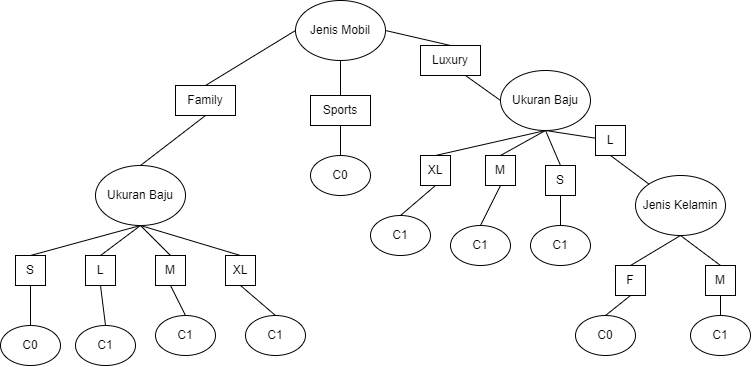 Jenis Mobil
Luxury
Family
Sports
Ukuran Baju
L
XL
M
S
C0
Ukuran Baju
Jenis Kelamin
C1
C1
C1
S
L
M
XL
F
M
C0
C1
C1
C1
C0
C1